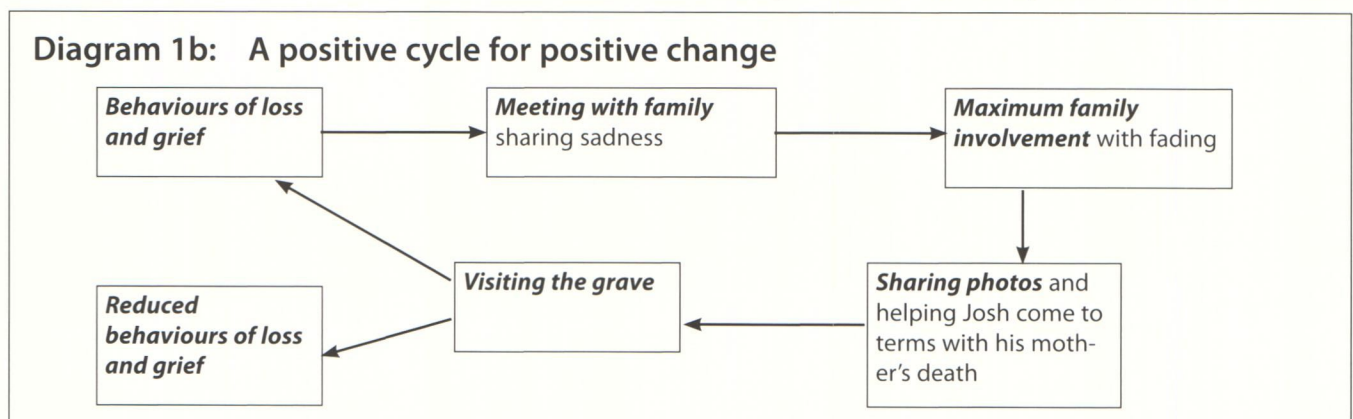 Diagram 1b: A positive cycle for positive change
Behaviours of loss
and grief
Meeting with family
sharing sadness
Maximum family
involvement with fading
Sharing photos and
helping Josh come to
terms with his moth-
er's death
Visiting the grave
Reduced
behaviours of loss
and grief